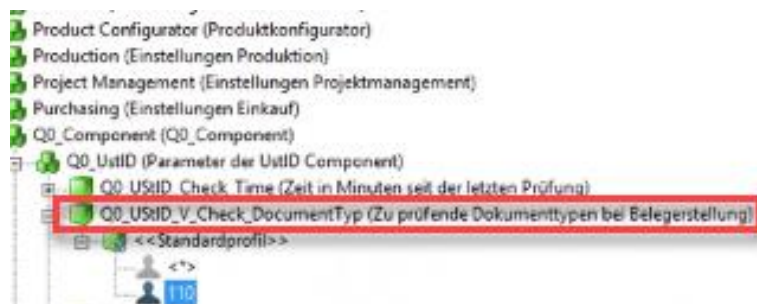 Product Configurator (Produktkonfigurator)
Production (Einstellungen Produktion)
Project Management (Einstellungen Projektmanagement)
Purchasing (Einstellungen Einkauf)
Q0_Component (Q0_Component)
Q0_UstID (Parameter der UstID Component)
Q0_UStID_Check_Time (Zeit in Minuten seit der letzten Prüfung)
Q0_UStID_V_Check_DocumentTyp (Zu prüfende Dokumenttypen bei Belegerstellung)
<<Standardprofil>>
<*>
110